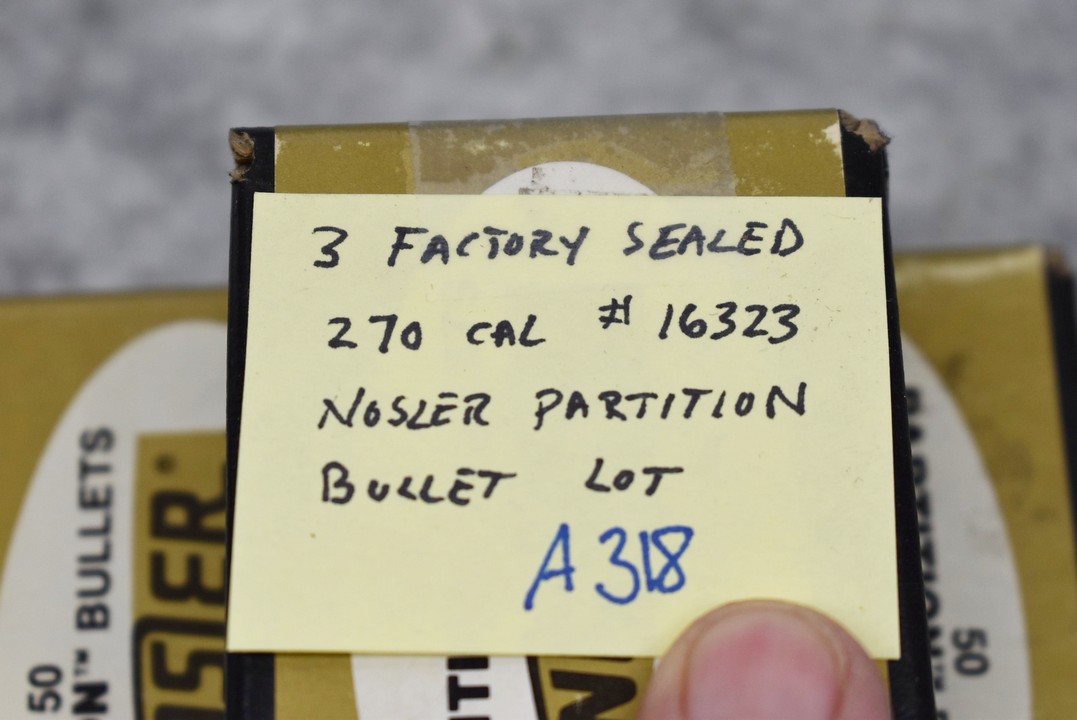 3 FACTORY SEALED
270 CAL # 16323
NOSLER PARTITION
BULLET LOT
A318
50
BULLETS
50